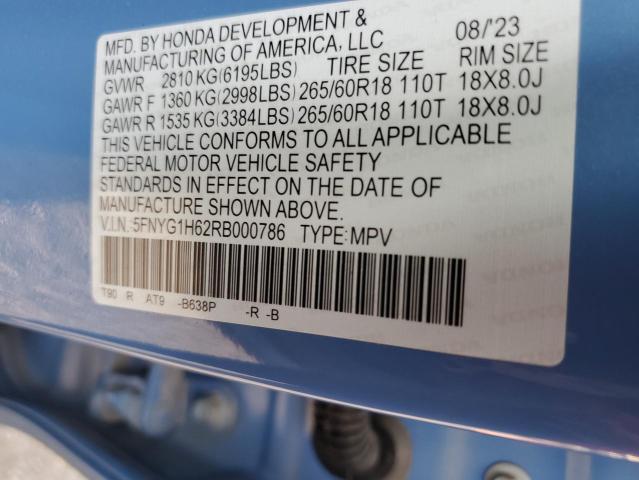 MFD. BY HONDA DEVELOPMENT & 08/'23
MANUFACTURING OF AMERICA, LLC
GVWR 2810 KG(6195LBS) TIRE SIZE RIM SIZE
GAWR F 1360 KG(2998LBS) 265/60R18 110T 18X8.0J
GAWR R 1535 KG(3384LBS) 265/60R18 110T 18X8.0J
THIS VEHICLE CONFORMS TO ALL APPLICABLE
FEDERAL MOTOR VEHICLE SAFETY
STANDARDS IN EFFECT ON THE DATE OF
MANUFACTURE SHOWN ABOVE.
V.I.N.:5FNYG1H62RB000786 TYPE:MPV
T90 R AT9 -B638P -R -B